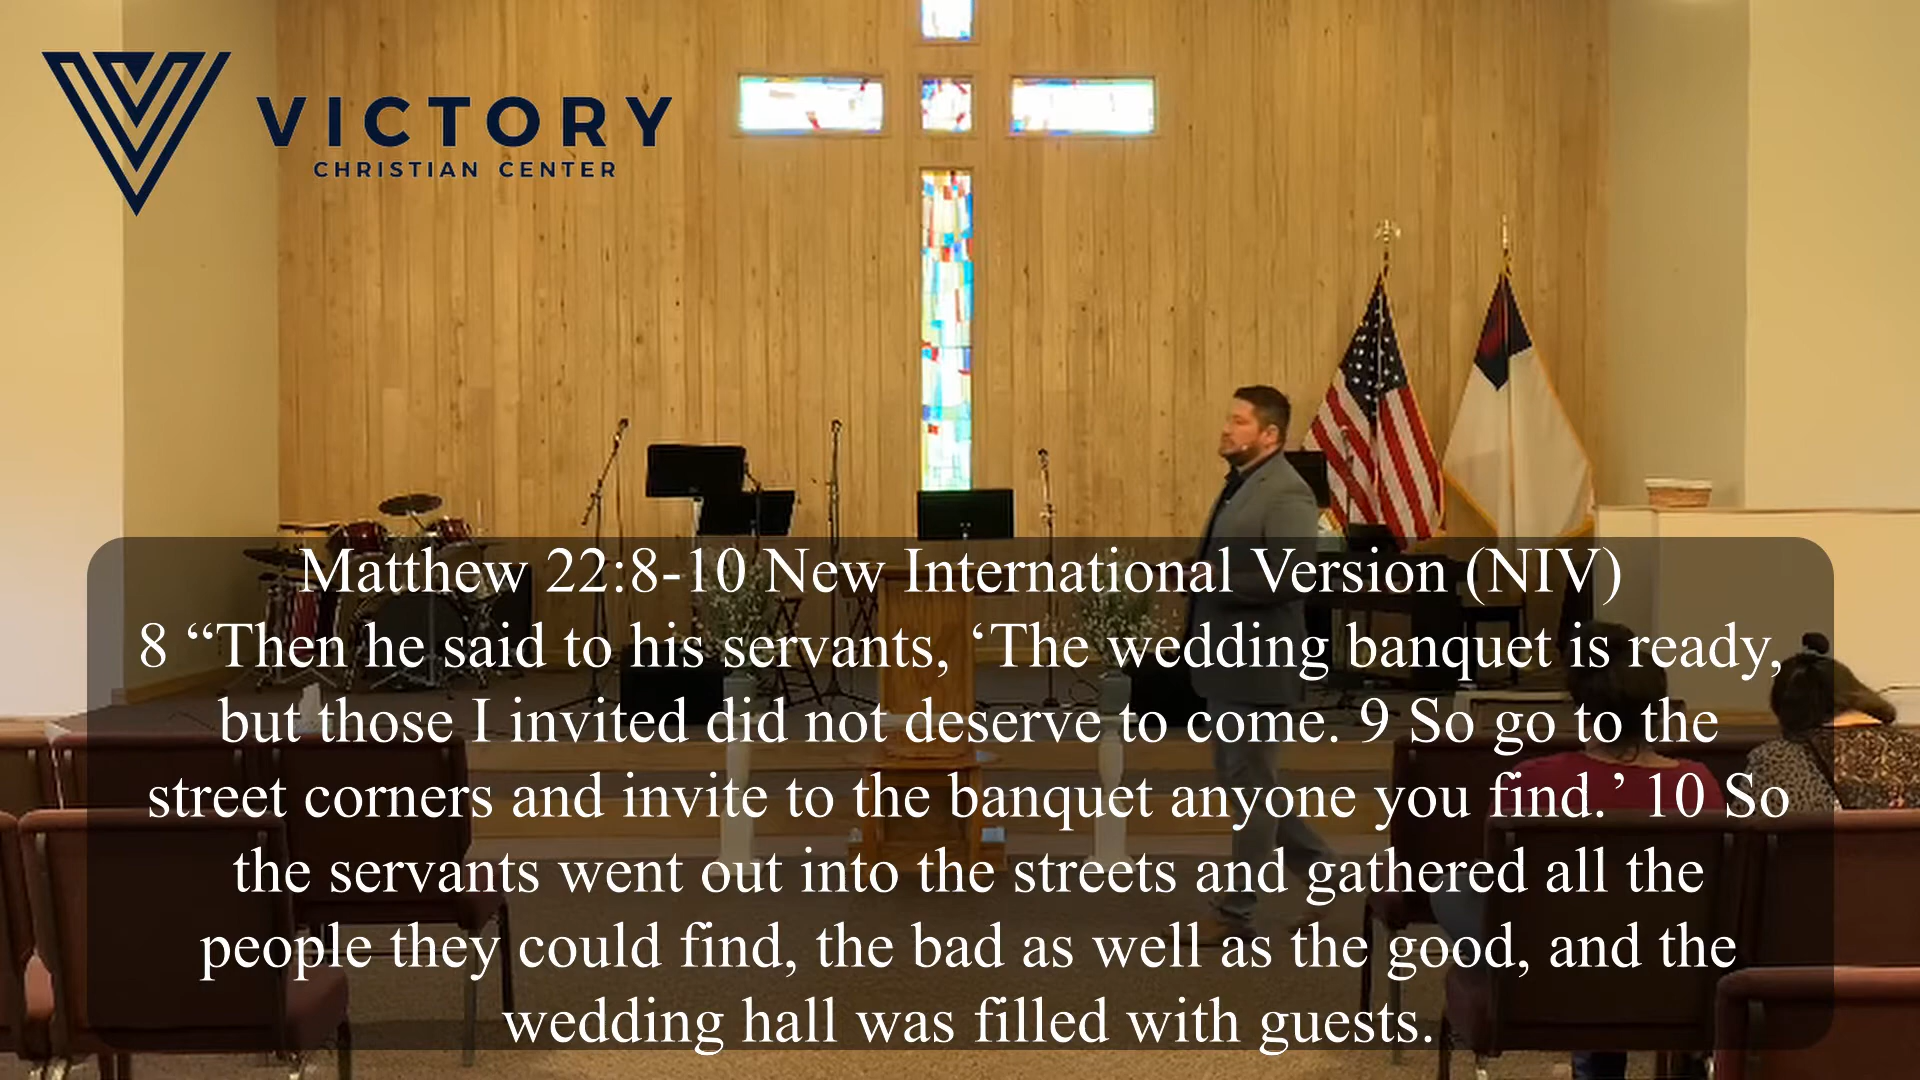 VICTORY
CHRISTIAN CENTER
Matthew 22:8-10 New International Version (NIV)
8 “Then he said to his servants, ‘The wedding banquet is ready,
but those I invited did not deserve to come. 9 So go to the
street corners and invite to the banquet anyone you find.’ 10 So
the servants went out into the streets and gathered all the
people they could find, the bad as well as the good, and the
wedding hall was filled with guests.